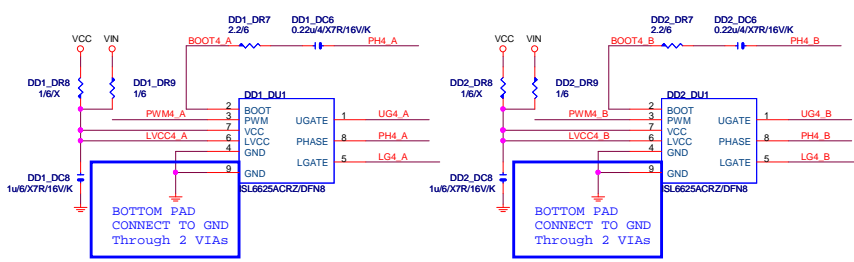 DD1_DR7
2.2/6
DD1_DC6
0.22u/4/X7R/16V/K
VCC
VIN
BOOT4_A
PH4_A
DD1_DR8
1/6/X
DD1_DR9
1/6
DD1_DU1
PWM4_A
LVCC4_A
2
3
7
6
4
9
BOOT
PWM
VCC
LVCC
GND
GND
UGATE
PHASE
LGATE
1
8
5
UG4_A
PH4_A
LG4_A
DD1_DC8
1u/6/X7R/16V/K
ISL6625ACRZ/DFN8
BOTTOM PAD
CONNECT TO GND
Through 2 VIAs
DD2_DR7
2.2/6
DD2_DC6
0.22u/4/X7R/16V/K
VCC
VIN
BOOT4_B
PH4_B
DD2_DR8
1/6/X
DD2_DR9
1/6
DD2_DU1
PWM4_B
LVCC4_B
2
3
7
6
4
9
BOOT
PWM
VCC
LVCC
GND
GND
UGATE
PHASE
LGATE
1
8
5
UG4_B
PH4_B
LG4_B
DD2_DC8
1u/6/X7R/16V/K
ISL6625ACRZ/DFN8
BOTTOM PAD
CONNECT TO GND
Through 2 VIAs